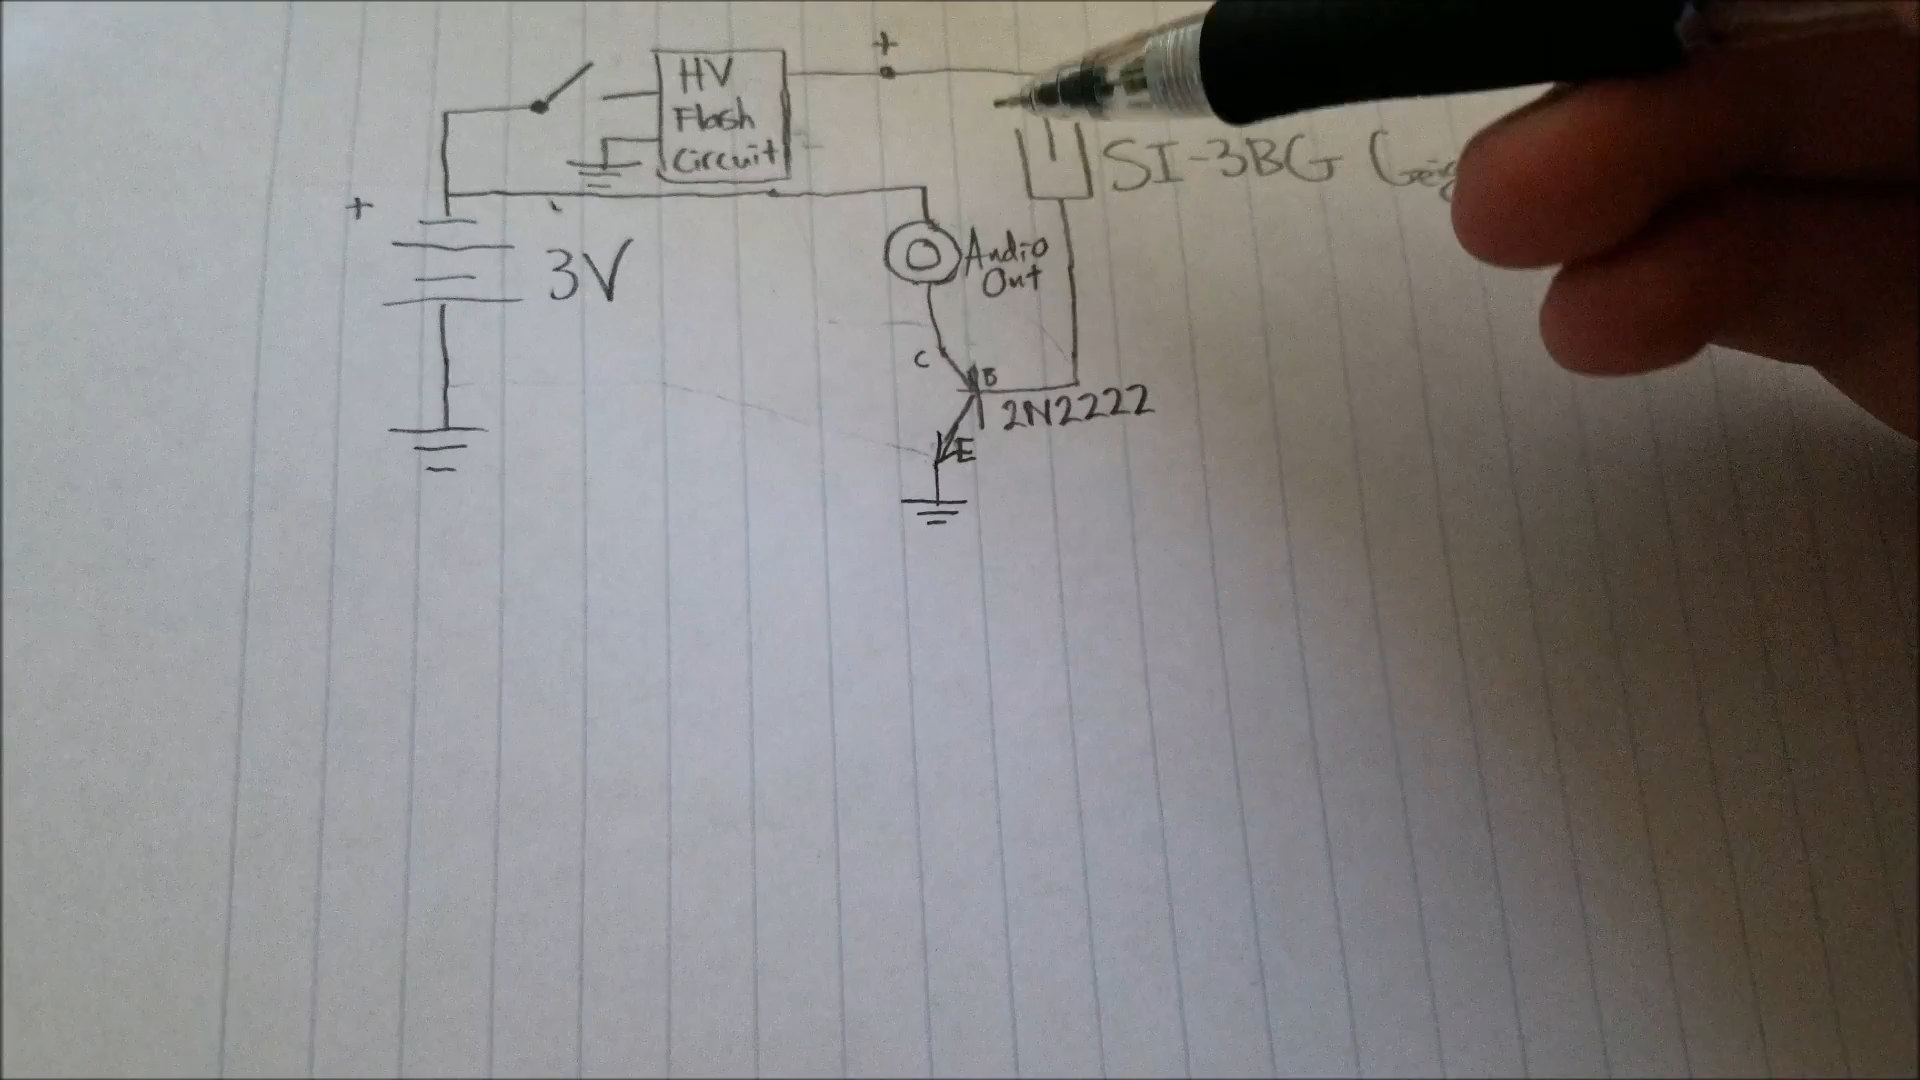 +
HV
Flash
Circuit
SI-3BG
+
3V
Audio
Out
C
B
2N2222
E